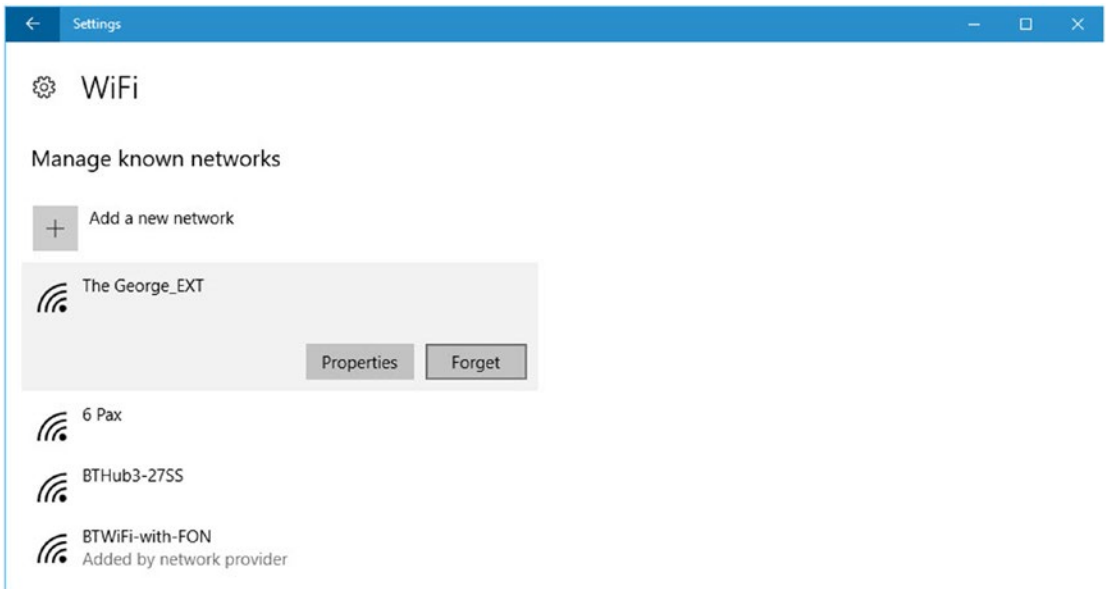 Settings
WiFi
Manage known networks
Add a new network
The George_EXT
Properties Forget
6 Pax
BTHub3-27SS
BTWiFi-with-FON
Added by network provider